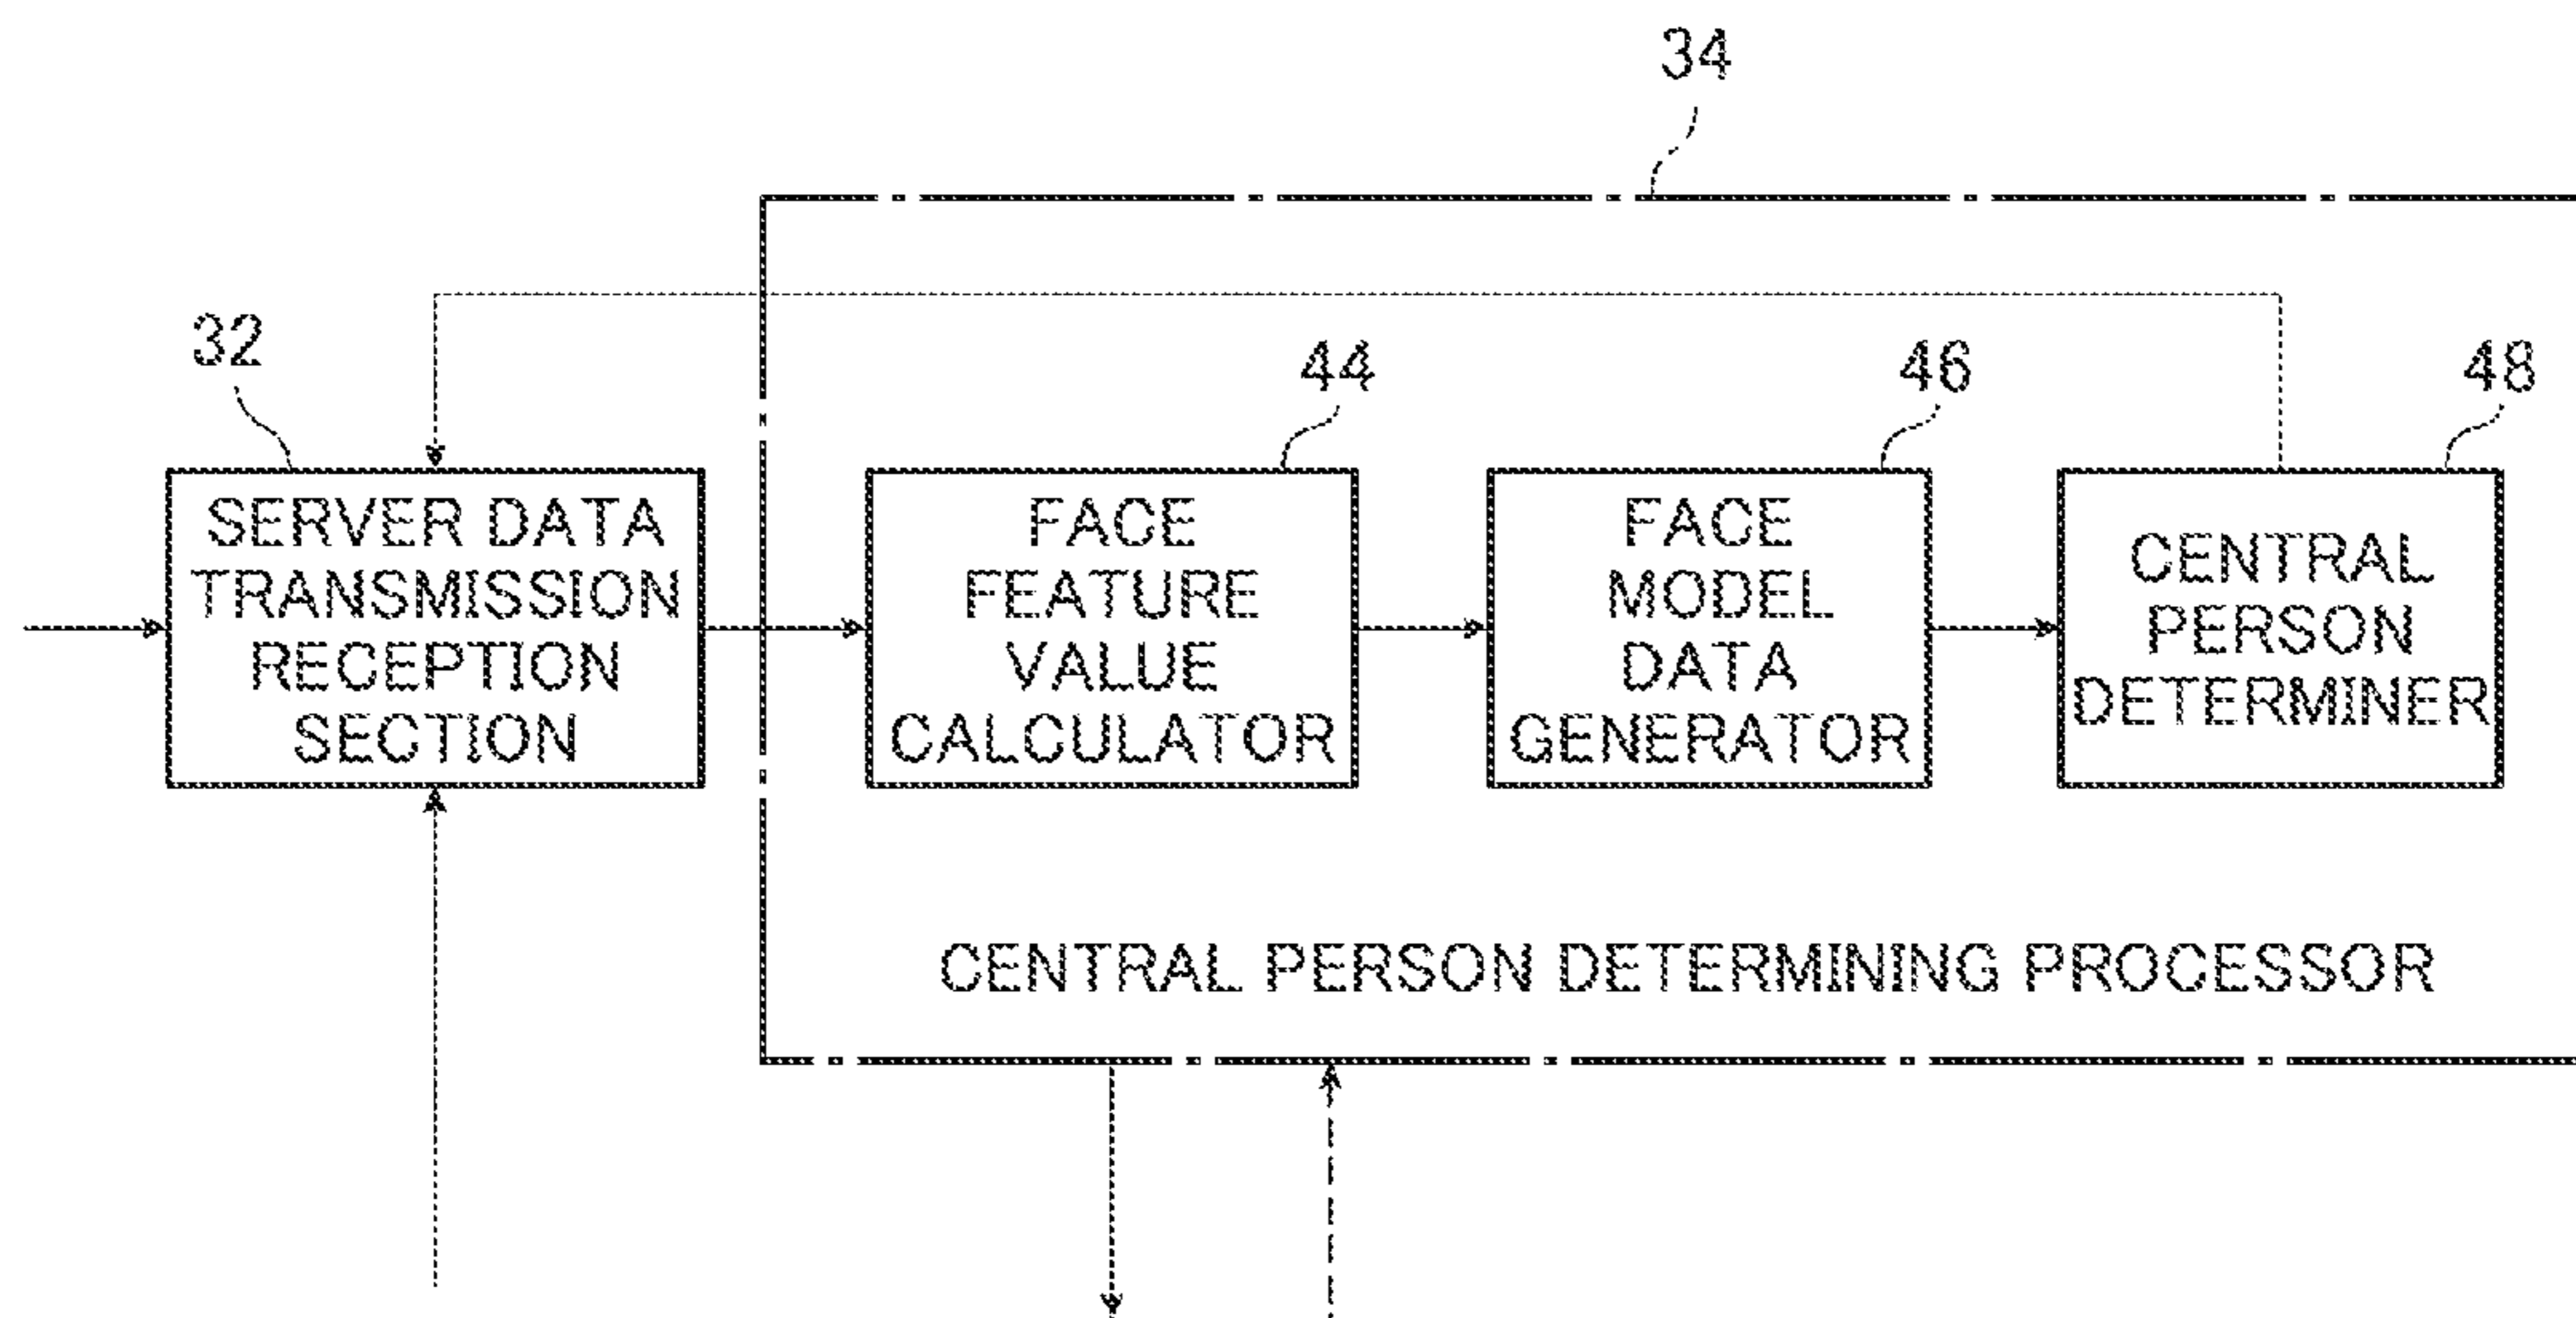 34
32
44
46
48
SERVER DATA
TRANSMISSION
RECEPTION
SECTION
FACE
FEATURE
VALUE
CALCULATOR
FACE
MODEL
DATA
GENERATOR
CENTRAL
PERSON
DETERMINER
CENTRAL PERSON DETERMINING PROCESSOR